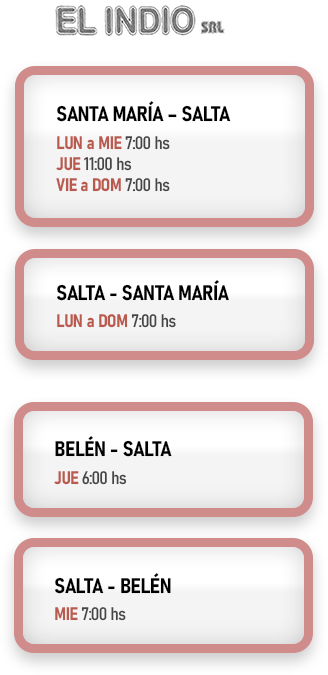 EL INDIO SRL
SANTA MARÍA – SALTA
LUN a MIE 7:00 hs
JUE 11:00 hs
VIE a DOM 7:00 hs
SALTA - SANTA MARÍA
LUN a DOM 7:00 hs
BELÉN - SALTA
JUE 6:00 hs
SALTA - BELÉN
MIE 7:00 hs